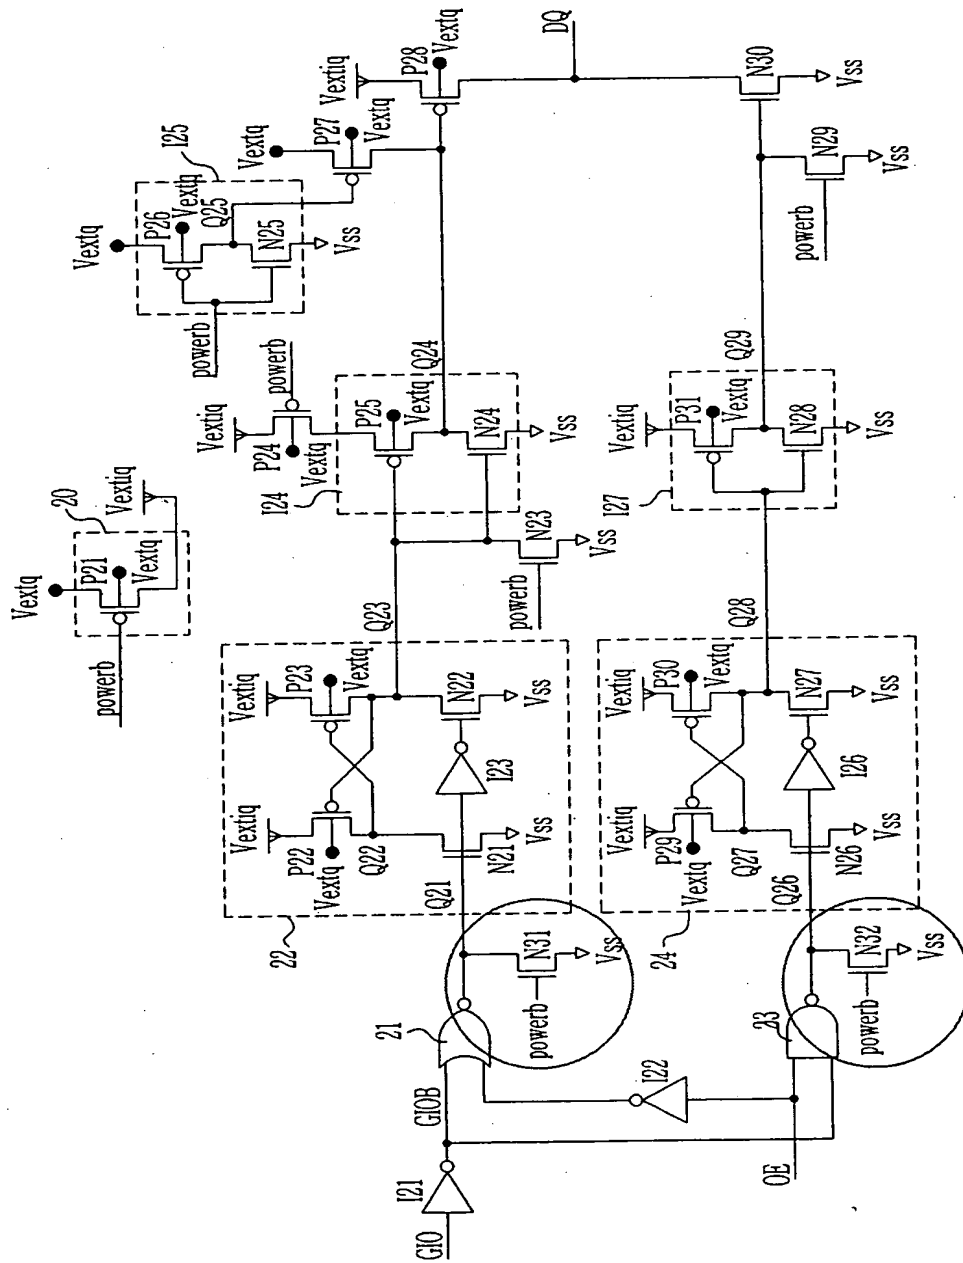 GIO
I21
GIOB
21
OE
I22
23
powerb
N31
Vss
powerb
N32
Vss
22
Q21
Vextiq
P22
Vextq
Q22
N21
Vss
I23
Vextiq
P23
Vextq
N22
Vss
24
Q26
Vextiq
P29
Vextq
Q27
N26
Vss
I26
Vextiq
P30
Vextq
N27
Vss
powerb
20
Vextq
P21
Vextq
Vextiq
Q23
powerb
N23
Vss
Q28
I24
Vextiq
P24
Vextq
powerb
P25
Vextq
N24
Vss
Q24
I27
Vextiq
P31
Vextq
N28
Vss
Q29
powerb
I25
Vextq
P26
Vextq
Q25
N25
Vss
Vextq
P27
Vextq
Vextiq
P28
Vextq
DQ
powerb
N29
Vss
N30
Vss